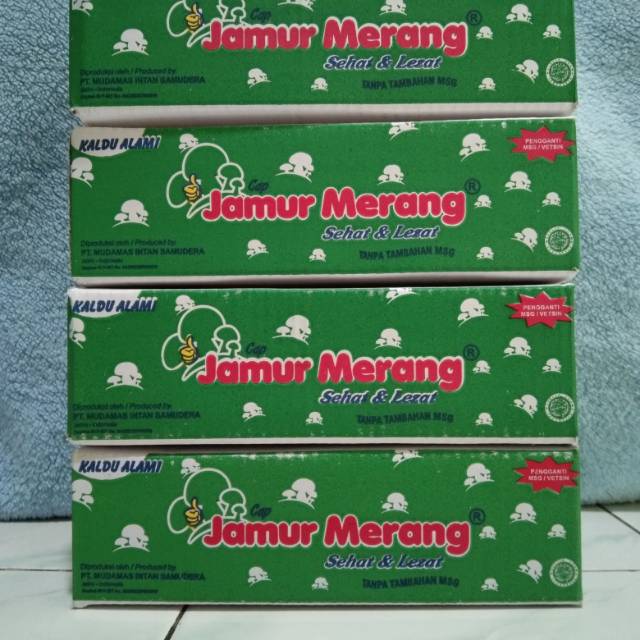 Cap
Jamur Merang®
Sehat & Lezat
TANPA TAMBAHAN MSG
Diproduksi oleh / Produced by:
PT. MUDAMAS INTAN SAMUDERA
KALDU ALAMI
PENGGANTI
MSG / VETSIN
Cap
Jamur Merang®
Sehat & Lezat
TANPA TAMBAHAN MSG
Diproduksi oleh / Produced by:
PT. MUDAMAS INTAN SAMUDERA
KALDU ALAMI
PENGGANTI
MSG / VETSIN
Cap
Jamur Merang®
Sehat & Lezat
TANPA TAMBAHAN MSG
Diproduksi oleh / Produced by:
PT. MUDAMAS INTAN SAMUDERA
KALDU ALAMI
PENGGANTI
MSG / VETSIN
Cap
Jamur Merang®
Sehat & Lezat
TANPA TAMBAHAN MSG
Diproduksi oleh / Produced by:
PT. MUDAMAS INTAN SAMUDERA